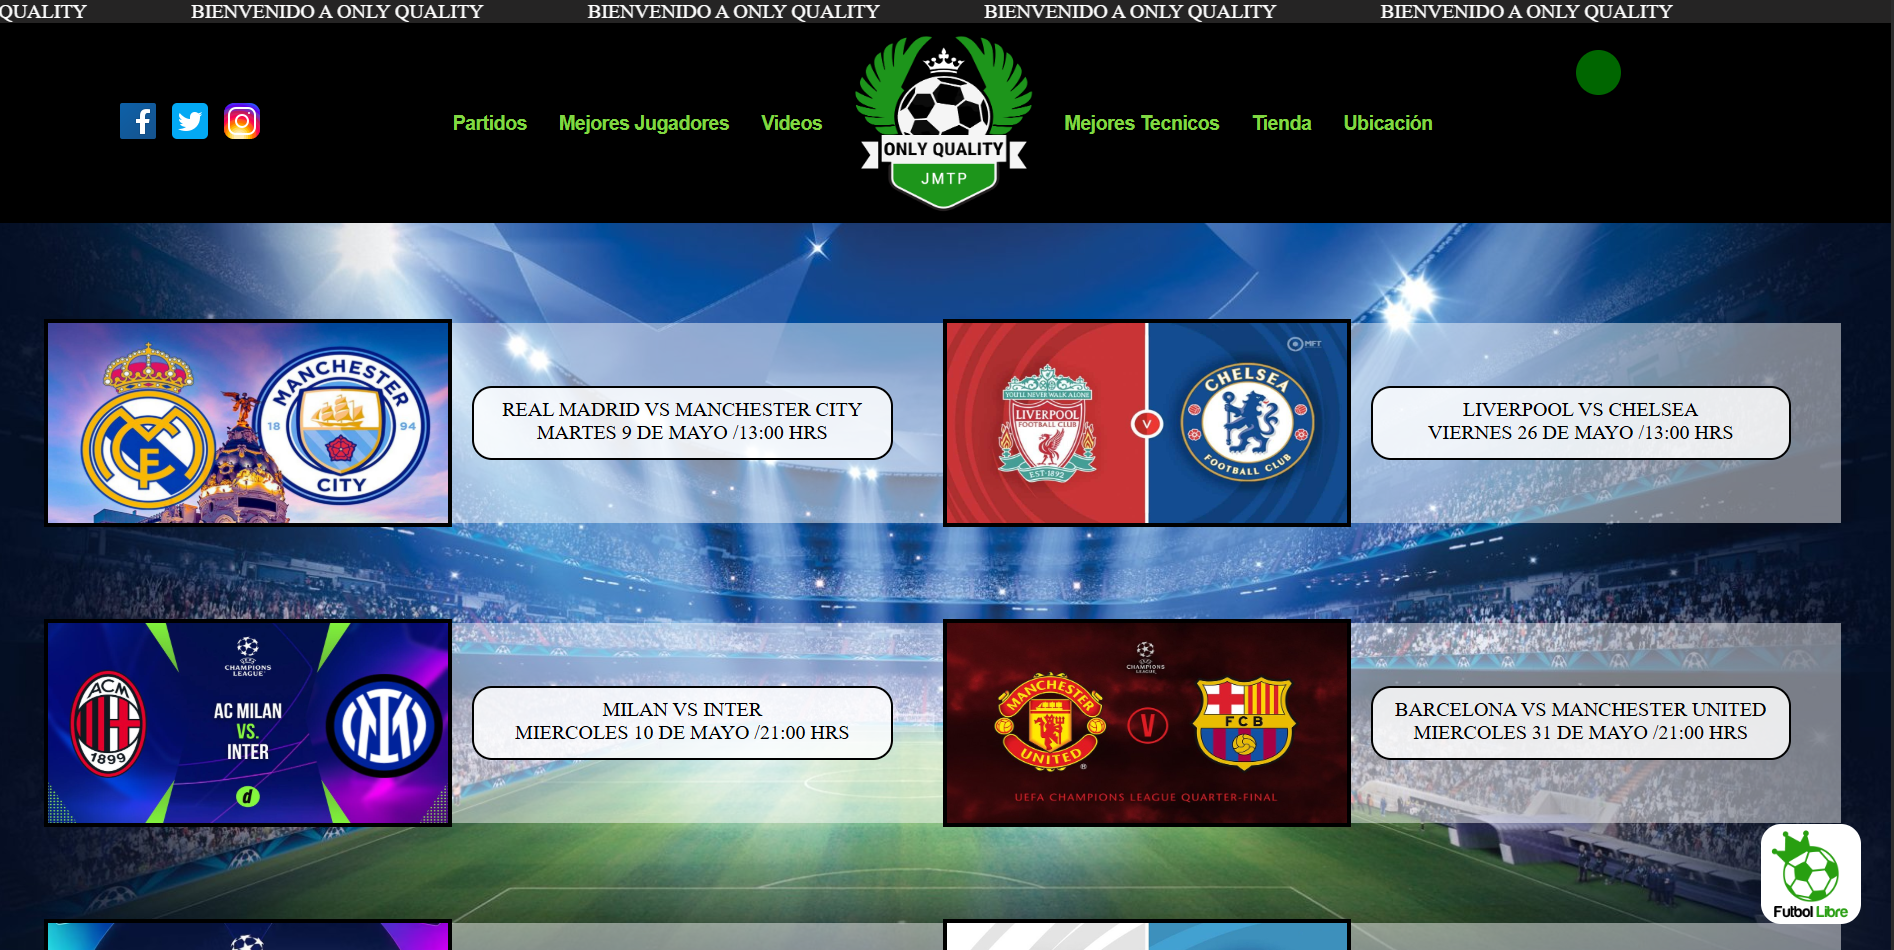 QUALITY BIENVENIDO A ONLY QUALITY BIENVENIDO A ONLY QUALITY BIENVENIDO A ONLY QUALITY BIENVENIDO A ONLY QUALITY
Partidos Mejores Jugadores Videos
ONLY QUALITY
JMTP
Mejores Tecnicos Tienda Ubicación
MANCHESTER
18 94
CITY
REAL MADRID VS MANCHESTER CITY
MARTES 9 DE MAYO /13:00 HRS
MFT
YOU'LL NEVER WALK ALONE
LIVERPOOL
FOOTBALL CLUB
EST·1892
V
CHELSEA
FOOTBALL CLUB
LIVERPOOL VS CHELSEA
VIERNES 26 DE MAYO /13:00 HRS
ACM
1899
CHAMPIONS
LEAGUE
AC MILAN
VS.
INTER
d
MILAN VS INTER
MIERCOLES 10 DE MAYO /21:00 HRS
CHAMPIONS
LEAGUE
MANCHESTER
UNITED
®
V
FCB
UEFA CHAMPIONS LEAGUE QUARTER-FINAL
BARCELONA VS MANCHESTER UNITED
MIERCOLES 31 DE MAYO /21:00 HRS
Futbol Libre